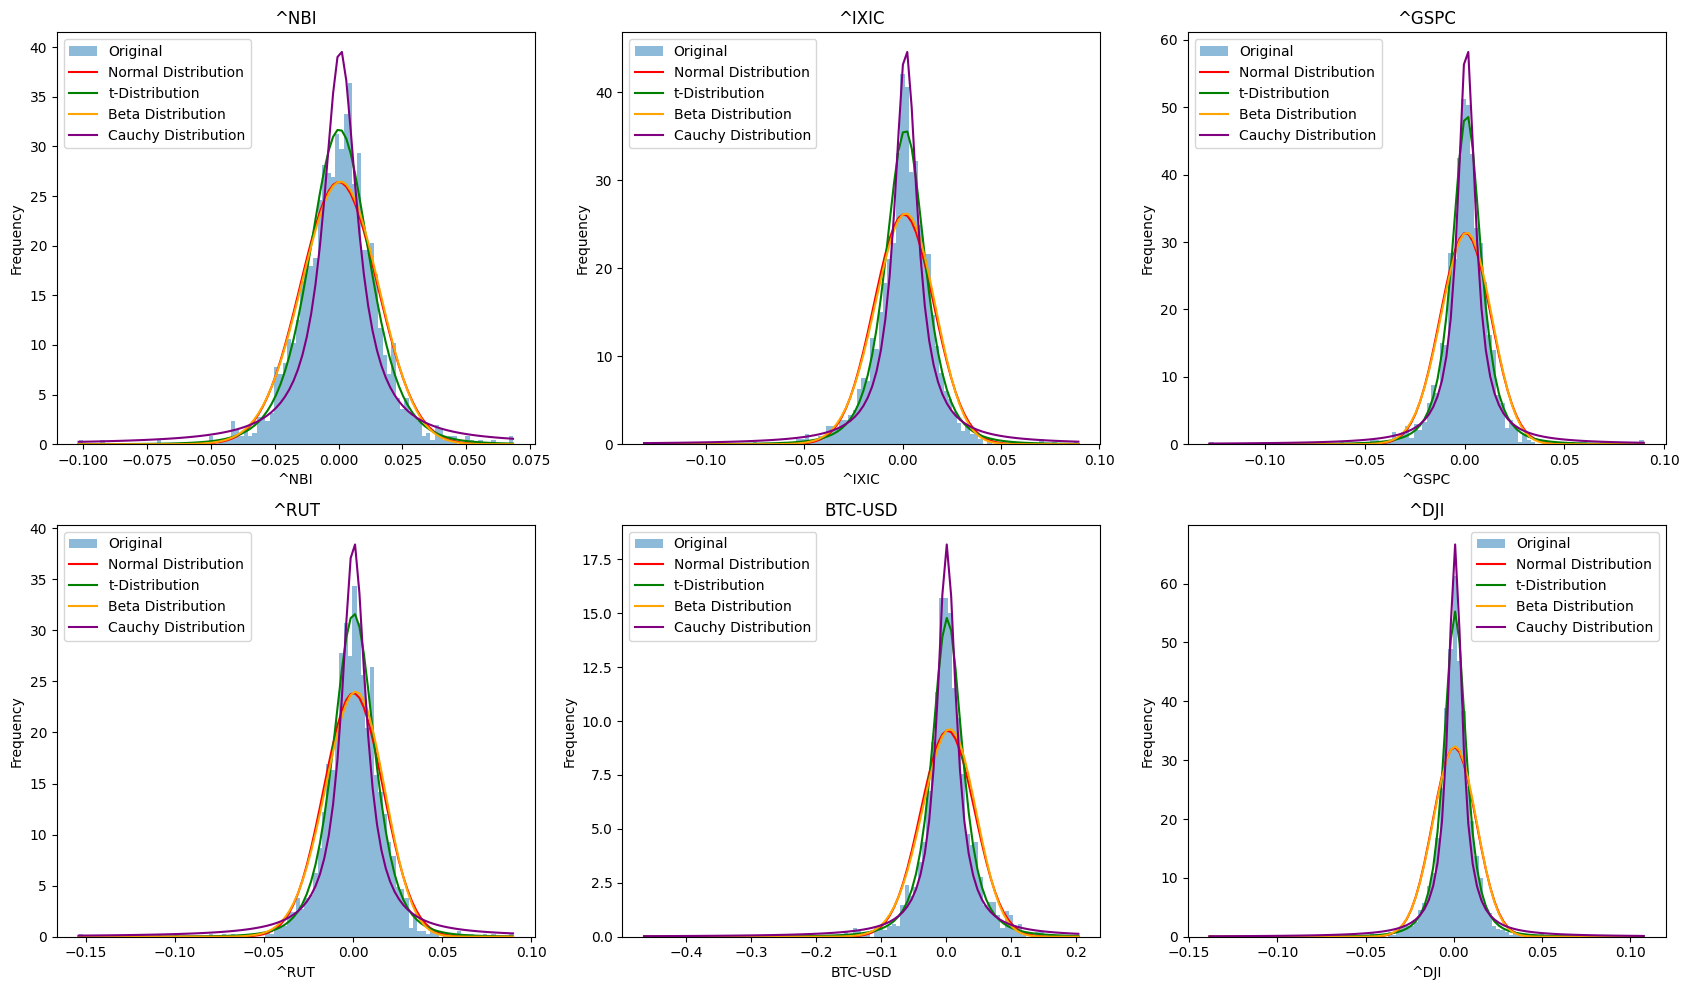 ^NBI
Original
Normal Distribution
t-Distribution
Beta Distribution
Cauchy Distribution
Frequency
40
35
30
25
20
15
10
5
0
−0.100 −0.075 −0.050 −0.025 0.000 0.025 0.050 0.075
^NBI
^IXIC
Original
Normal Distribution
t-Distribution
Beta Distribution
Cauchy Distribution
Frequency
40
30
20
10
0
−0.10 −0.05 0.00 0.05 0.10
^IXIC
^GSPC
Original
Normal Distribution
t-Distribution
Beta Distribution
Cauchy Distribution
Frequency
60
50
40
30
20
10
0
−0.10 −0.05 0.00 0.05 0.10
^GSPC
^RUT
Original
Normal Distribution
t-Distribution
Beta Distribution
Cauchy Distribution
Frequency
40
35
30
25
20
15
10
5
0
−0.15 −0.10 −0.05 0.00 0.05 0.10
^RUT
BTC-USD
Original
Normal Distribution
t-Distribution
Beta Distribution
Cauchy Distribution
Frequency
17.5
15.0
12.5
10.0
7.5
5.0
2.5
0.0
−0.4 −0.3 −0.2 −0.1 0.0 0.1 0.2
BTC-USD
^DJI
Original
Normal Distribution
t-Distribution
Beta Distribution
Cauchy Distribution
Frequency
60
50
40
30
20
10
0
−0.15 −0.10 −0.05 0.00 0.05 0.10
^DJI